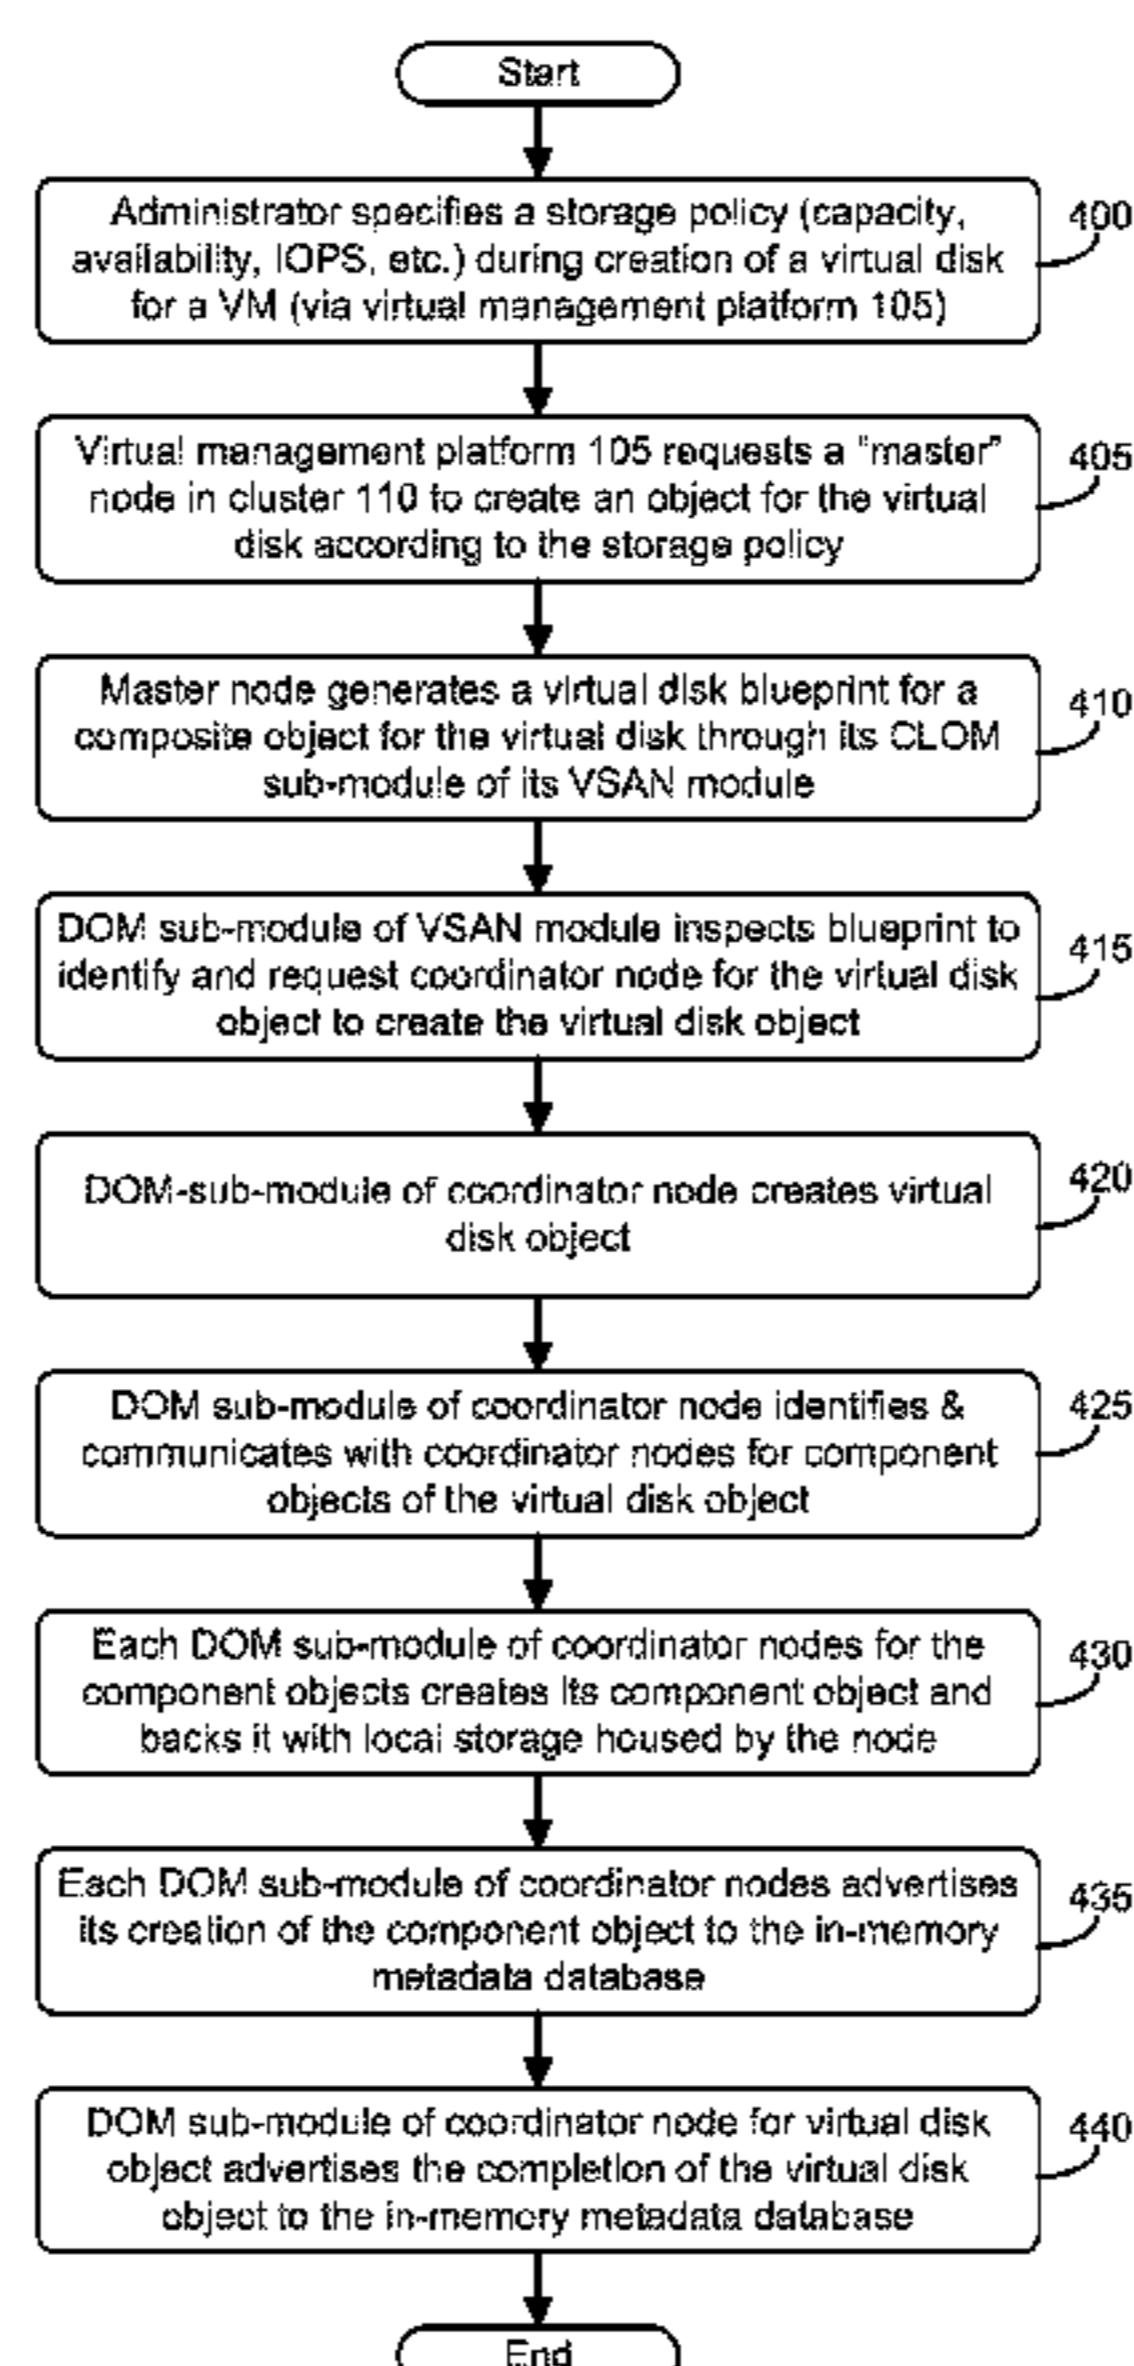 Start
Administrator specifies a storage policy (capacity,
availability, IOPS, etc.) during creation of a virtual disk
for a VM (via virtual management platform 105)
400
Virtual management platform 105 requests a "master"
node in cluster 110 to create an object for the virtual
disk according to the storage policy
405
Master node generates a virtual disk blueprint for a
composite object for the virtual disk through its CLOM
sub-module of its VSAN module
410
DOM sub-module of VSAN module inspects blueprint to
identify and request coordinator node for the virtual disk
object to create the virtual disk object
415
DOM-sub-module of coordinator node creates virtual
disk object
420
DOM sub-module of coordinator node identifies &
communicates with coordinator nodes for component
objects of the virtual disk object
425
Each DOM sub-module of coordinator nodes for the
component objects creates its component object and
backs it with local storage housed by the node
430
Each DOM sub-module of coordinator nodes advertises
its creation of the component object to the in-memory
metadata database
435
DOM sub-module of coordinator node for virtual disk
object advertises the completion of the virtual disk
object to the in-memory metadata database
440
End